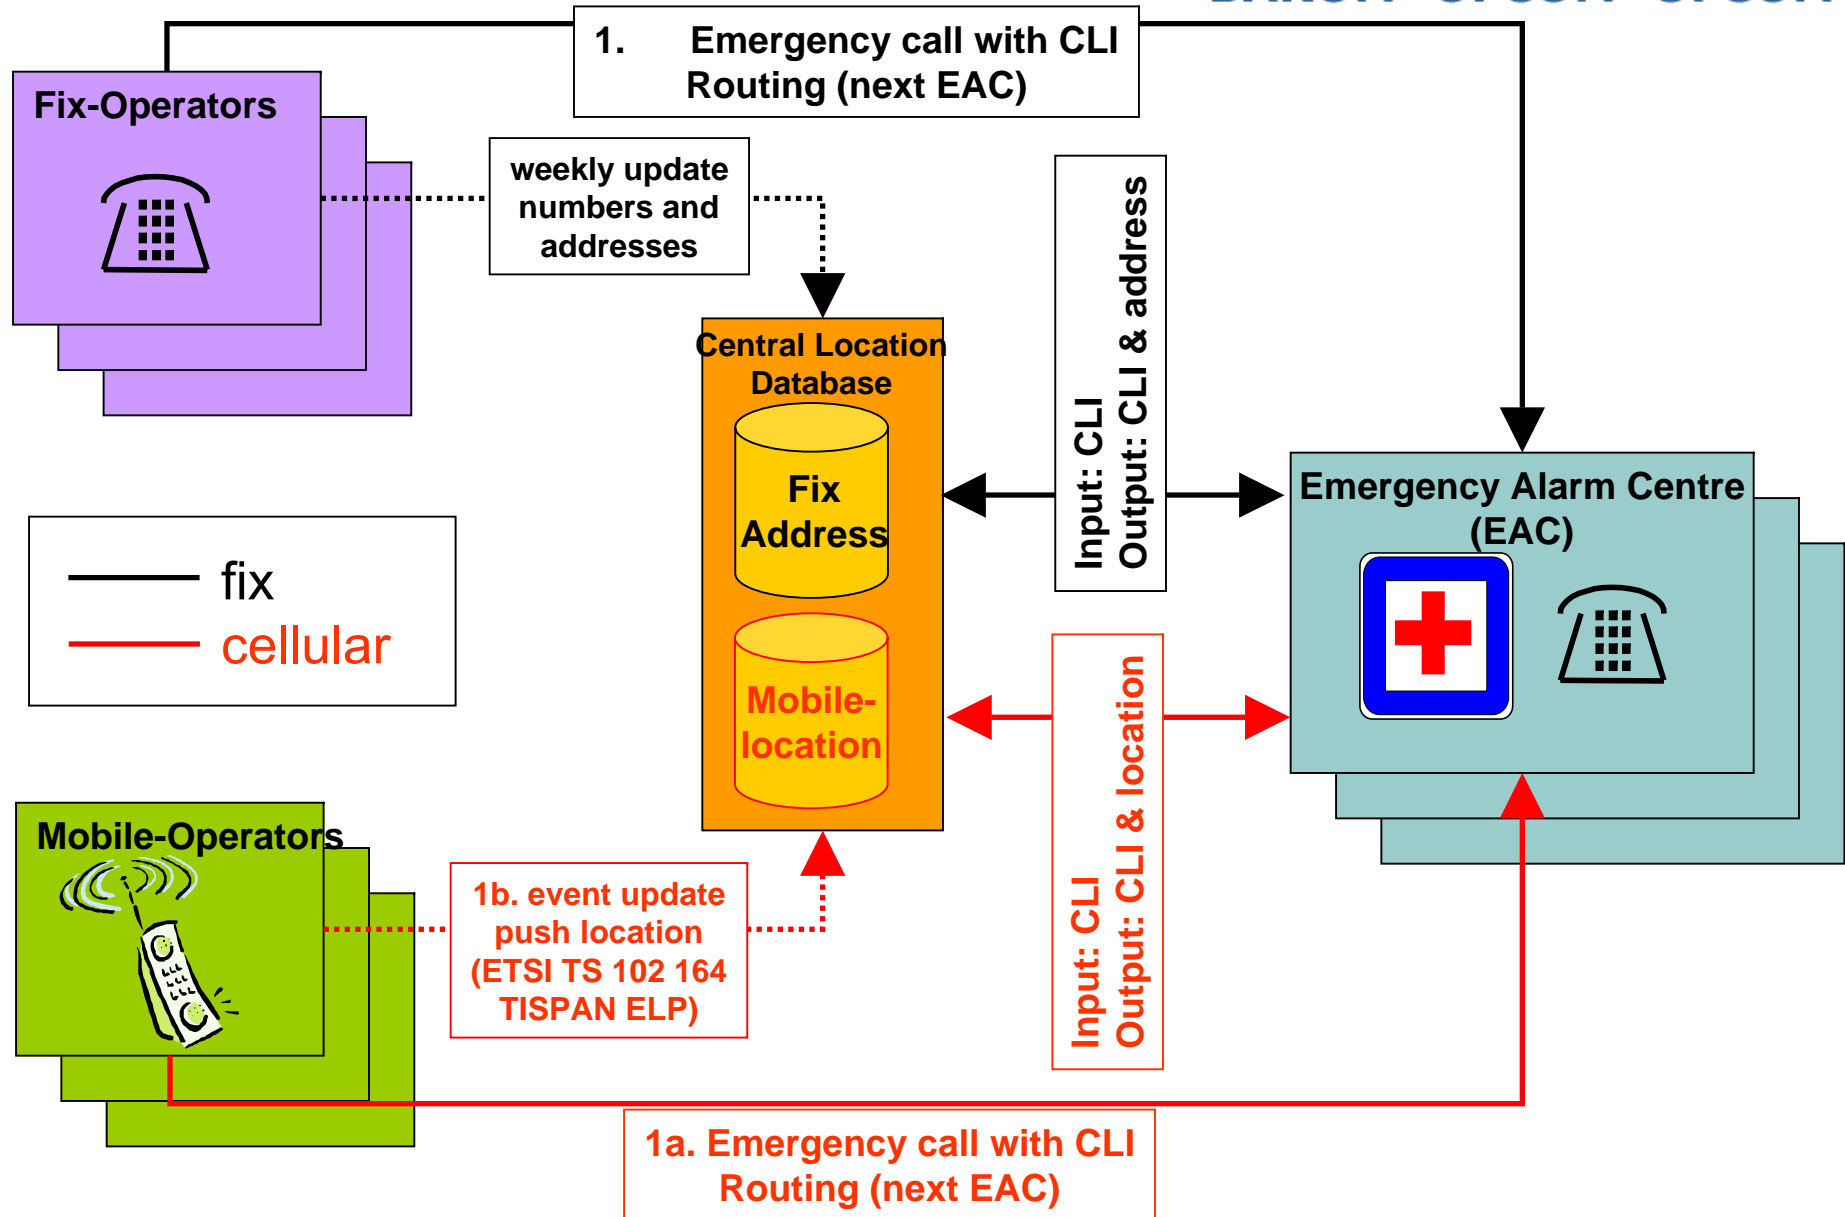 1. Emergency call with CLI
Routing (next EAC)
Fix-Operators
weekly update
numbers and
addresses
Central Location
Database
Fix
Address
Mobile-
location
Input: CLI
Output: CLI & address
Emergency Alarm Centre
(EAC)
fix
cellular
Input: CLI
Output: CLI & location
Mobile-Operators
1b. event update
push location
(ETSI TS 102 164
TISPAN ELP)
1a. Emergency call with CLI
Routing (next EAC)